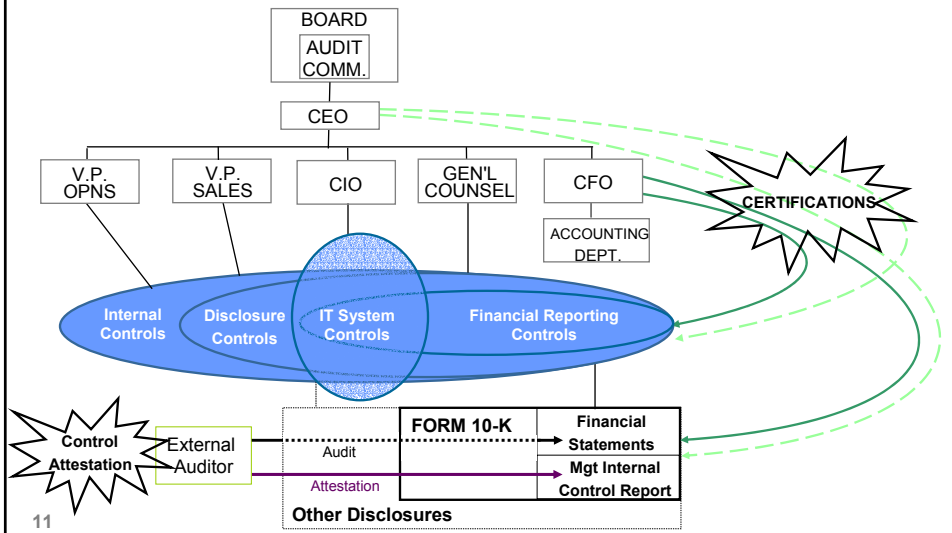 BOARD
AUDIT
COMM.
CEO
V.P.
OPNS
V.P.
SALES
CIO
GEN'L
COUNSEL
CFO
CERTIFICATIONS
ACCOUNTING
DEPT.
Internal
Controls
Disclosure
Controls
IT System
Controls
Financial Reporting
Controls
Control
Attestation
External
Auditor
Audit
Attestation
FORM 10-K
Financial
Statements
Mgt Internal
Control Report
Other Disclosures
11